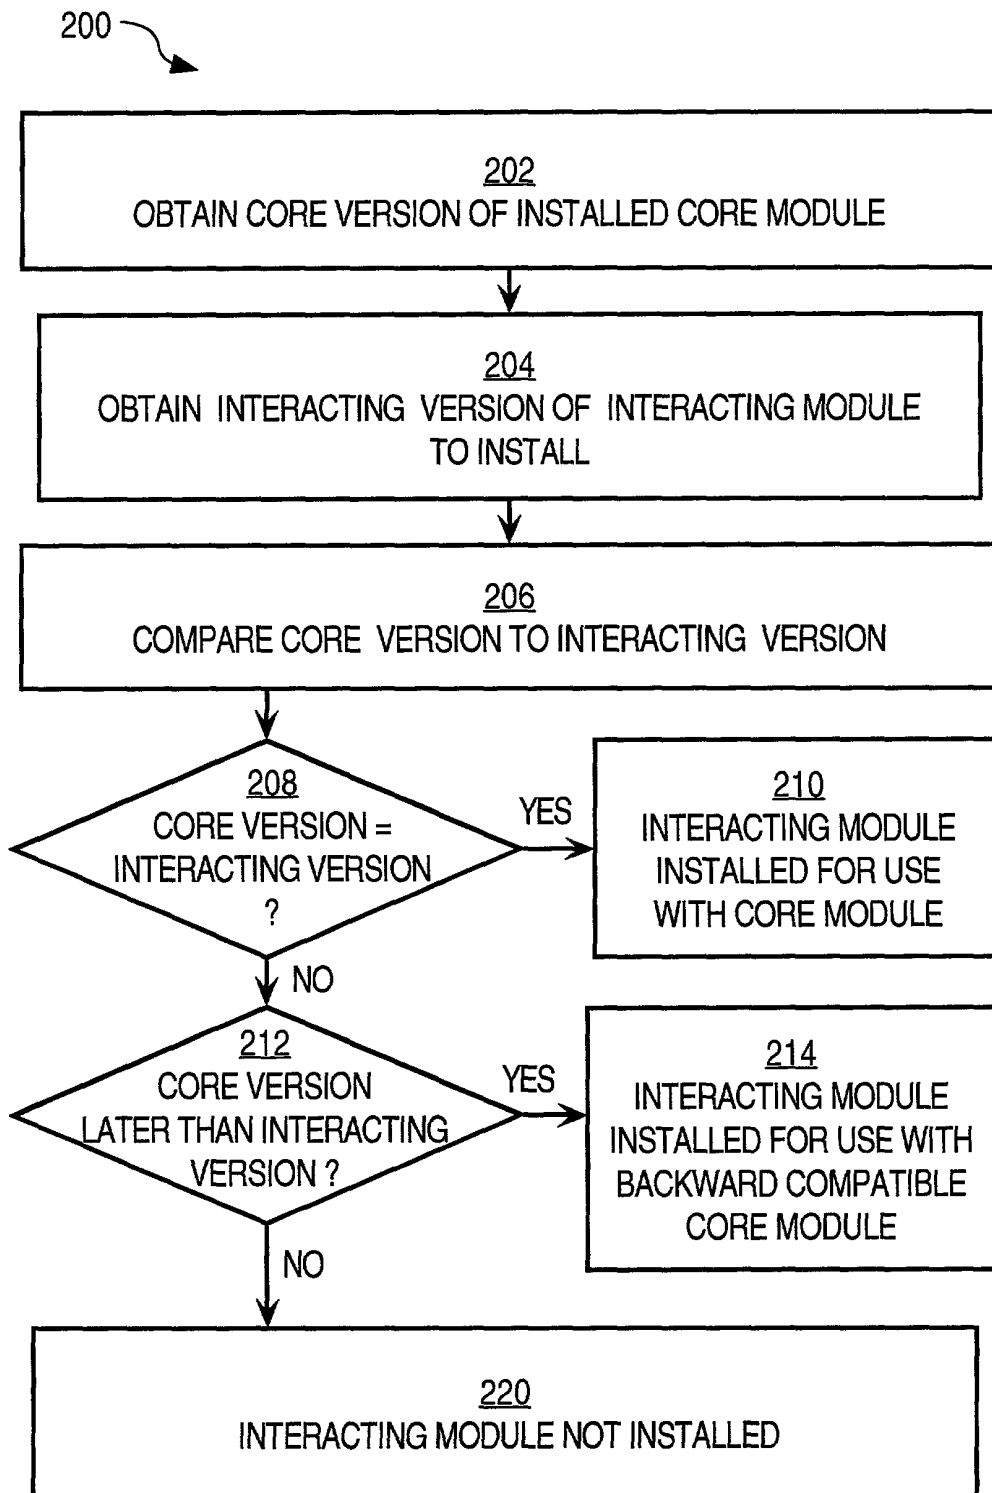 200
202
OBTAIN CORE VERSION OF INSTALLED CORE MODULE
204
OBTAIN INTERACTING VERSION OF INTERACTING MODULE
TO INSTALL
206
COMPARE CORE VERSION TO INTERACTING VERSION
208
CORE VERSION =
INTERACTING VERSION
?
YES
210
INTERACTING MODULE
INSTALLED FOR USE
WITH CORE MODULE
NO
212
CORE VERSION
LATER THAN INTERACTING
VERSION ?
YES
214
INTERACTING MODULE
INSTALLED FOR USE WITH
BACKWARD COMPATIBLE
CORE MODULE
NO
220
INTERACTING MODULE NOT INSTALLED